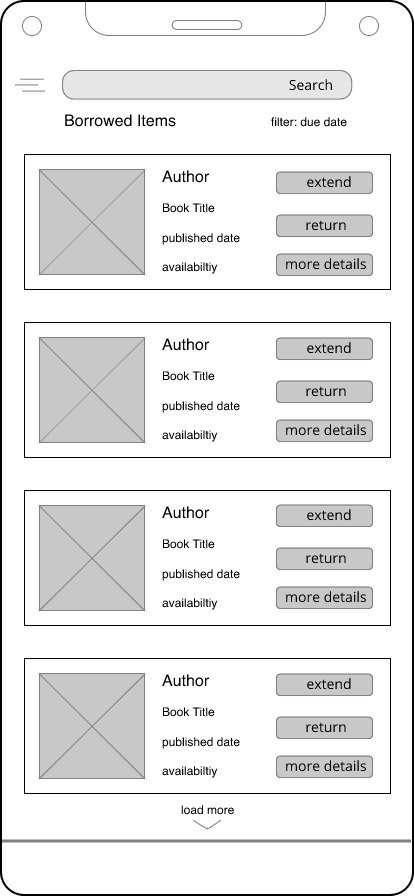 Search
Borrowed Items
filter: due date
Author
Book Title
published date
availabiltiy
extend
return
more details
Author
Book Title
published date
availabiltiy
extend
return
more details
Author
Book Title
published date
availabiltiy
extend
return
more details
Author
Book Title
published date
availabiltiy
extend
return
more details
load more